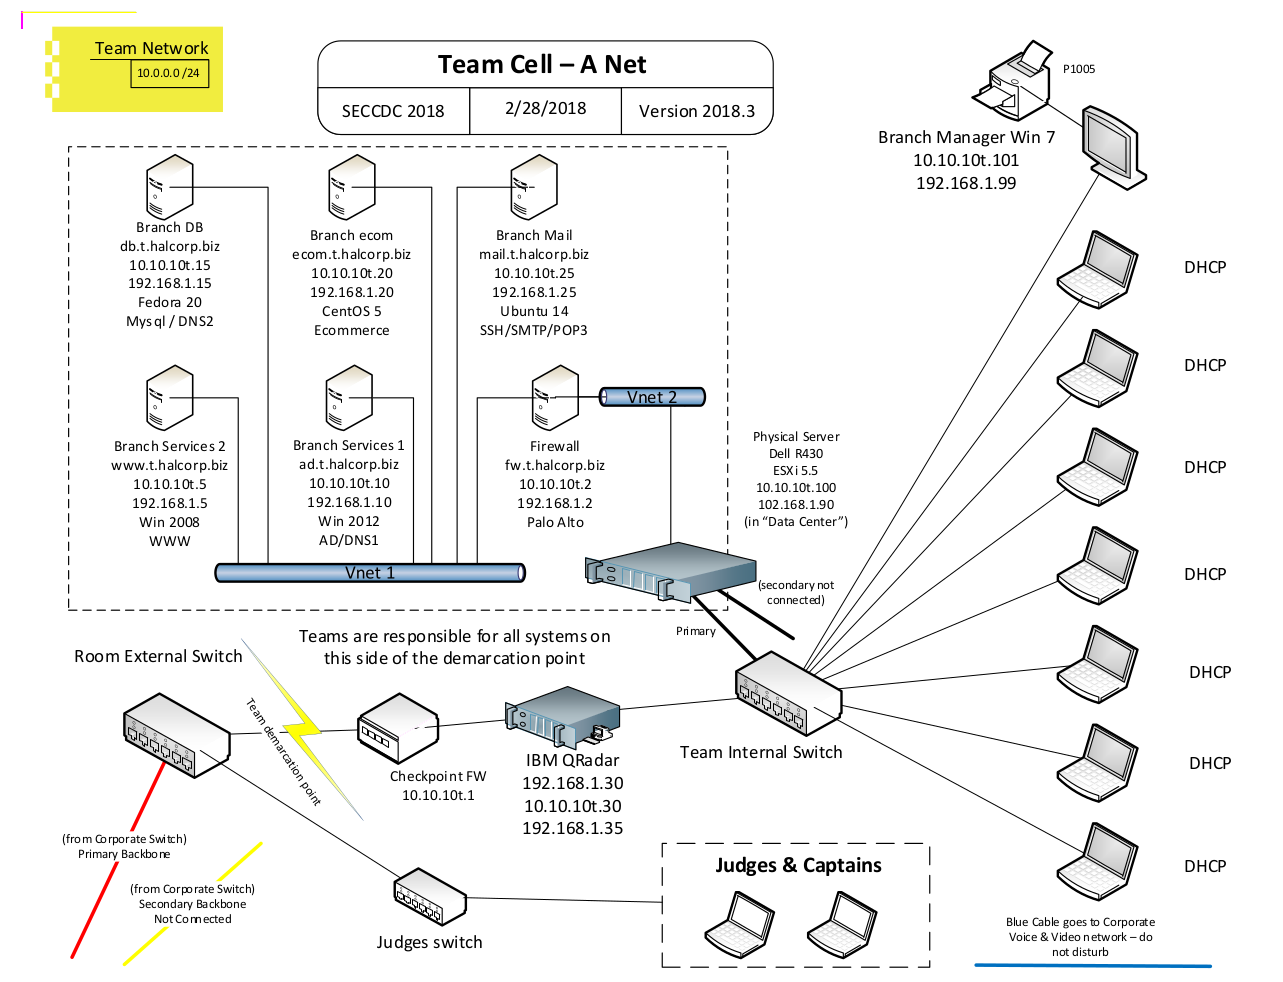 Team Network
10.0.0.0 /24
Team Cell – A Net
SECCDC 2018
2/28/2018
Version 2018.3
P1005
Branch Manager Win 7
10.10.10t.101
192.168.1.99
Branch DB
db.t.halcorp.biz
10.10.10t.15
192.168.1.15
Fedora 20
Mysql / DNS2
Branch ecom
ecom.t.halcorp.biz
10.10.10t.20
192.168.1.20
CentOS 5
Ecommerce
Branch Mail
mail.t.halcorp.biz
10.10.10t.25
192.168.1.25
Ubuntu 14
SSH/SMTP/POP3
Branch Services 2
www.t.halcorp.biz
10.10.10t.5
192.168.1.5
Win 2008
WWW
Branch Services 1
ad.t.halcorp.biz
10.10.10t.10
192.168.1.10
Win 2012
AD/DNS1
Firewall
fw.t.halcorp.biz
10.10.10t.2
192.168.1.2
Palo Alto
Vnet 2
Vnet 1
Physical Server
Dell R430
ESXi 5.5
10.10.10t.100
102.168.1.90
(in “Data Center”)
(secondary not
connected)
Primary
DHCP
DHCP
DHCP
DHCP
DHCP
DHCP
DHCP
Teams are responsible for all systems on
this side of the demarcation point
Room External Switch
Team demarcation point
Checkpoint FW
10.10.10t.1
IBM QRadar
192.168.1.30
10.10.10t.30
192.168.1.35
Team Internal Switch
(from Corporate Switch)
Primary Backbone
(from Corporate Switch)
Secondary Backbone
Not Connected
Judges switch
Judges & Captains
Blue Cable goes to Corporate
Voice & Video network – do
not disturb